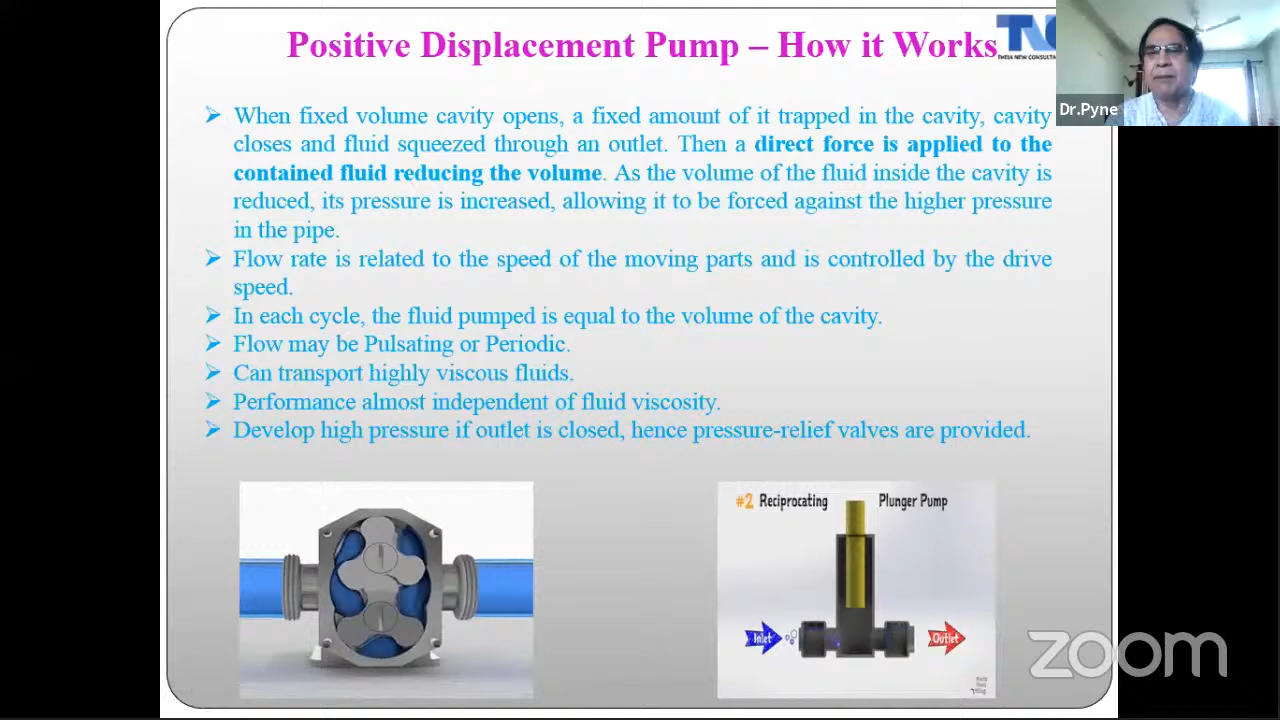 Positive Displacement Pump – How it Works
THEIA NEW CONSULT
Dr.Pyne
➢ When fixed volume cavity opens, a fixed amount of it trapped in the cavity, cavity
closes and fluid squeezed through an outlet. Then a direct force is applied to the
contained fluid reducing the volume. As the volume of the fluid inside the cavity is
reduced, its pressure is increased, allowing it to be forced against the higher pressure
in the pipe.
➢ Flow rate is related to the speed of the moving parts and is controlled by the drive
speed.
➢ In each cycle, the fluid pumped is equal to the volume of the cavity.
➢ Flow may be Pulsating or Periodic.
➢ Can transport highly viscous fluids.
➢ Performance almost independent of fluid viscosity.
➢ Develop high pressure if outlet is closed, hence pressure-relief valves are provided.
#2 Reciprocating Plunger Pump
Inlet
Outlet
zoom